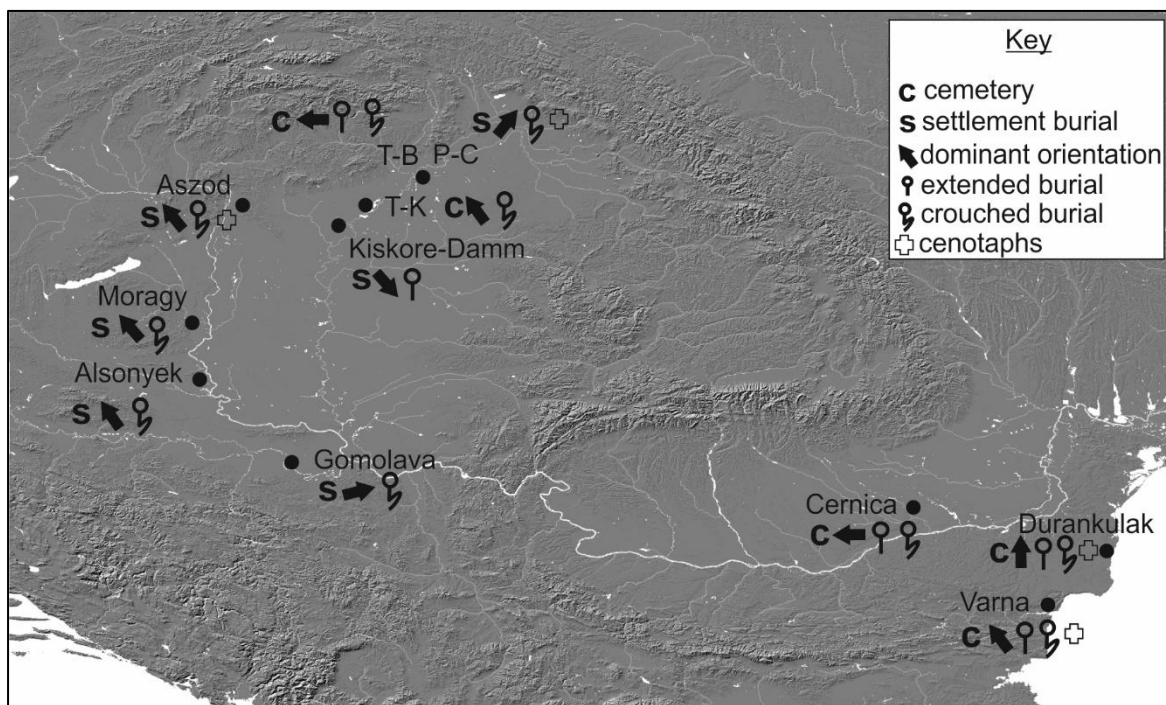 Key
c cemetery
s settlement burial
dominant orientation
extended burial
crouched burial
cenotaphs
c
s
T-B P-C
Aszod
s
T-K
c
Kiskore-Damm
s
Moragy
s
Alsonyek
s
Gomolava
s
Cernica
c
Durankulak
c
Varna
c